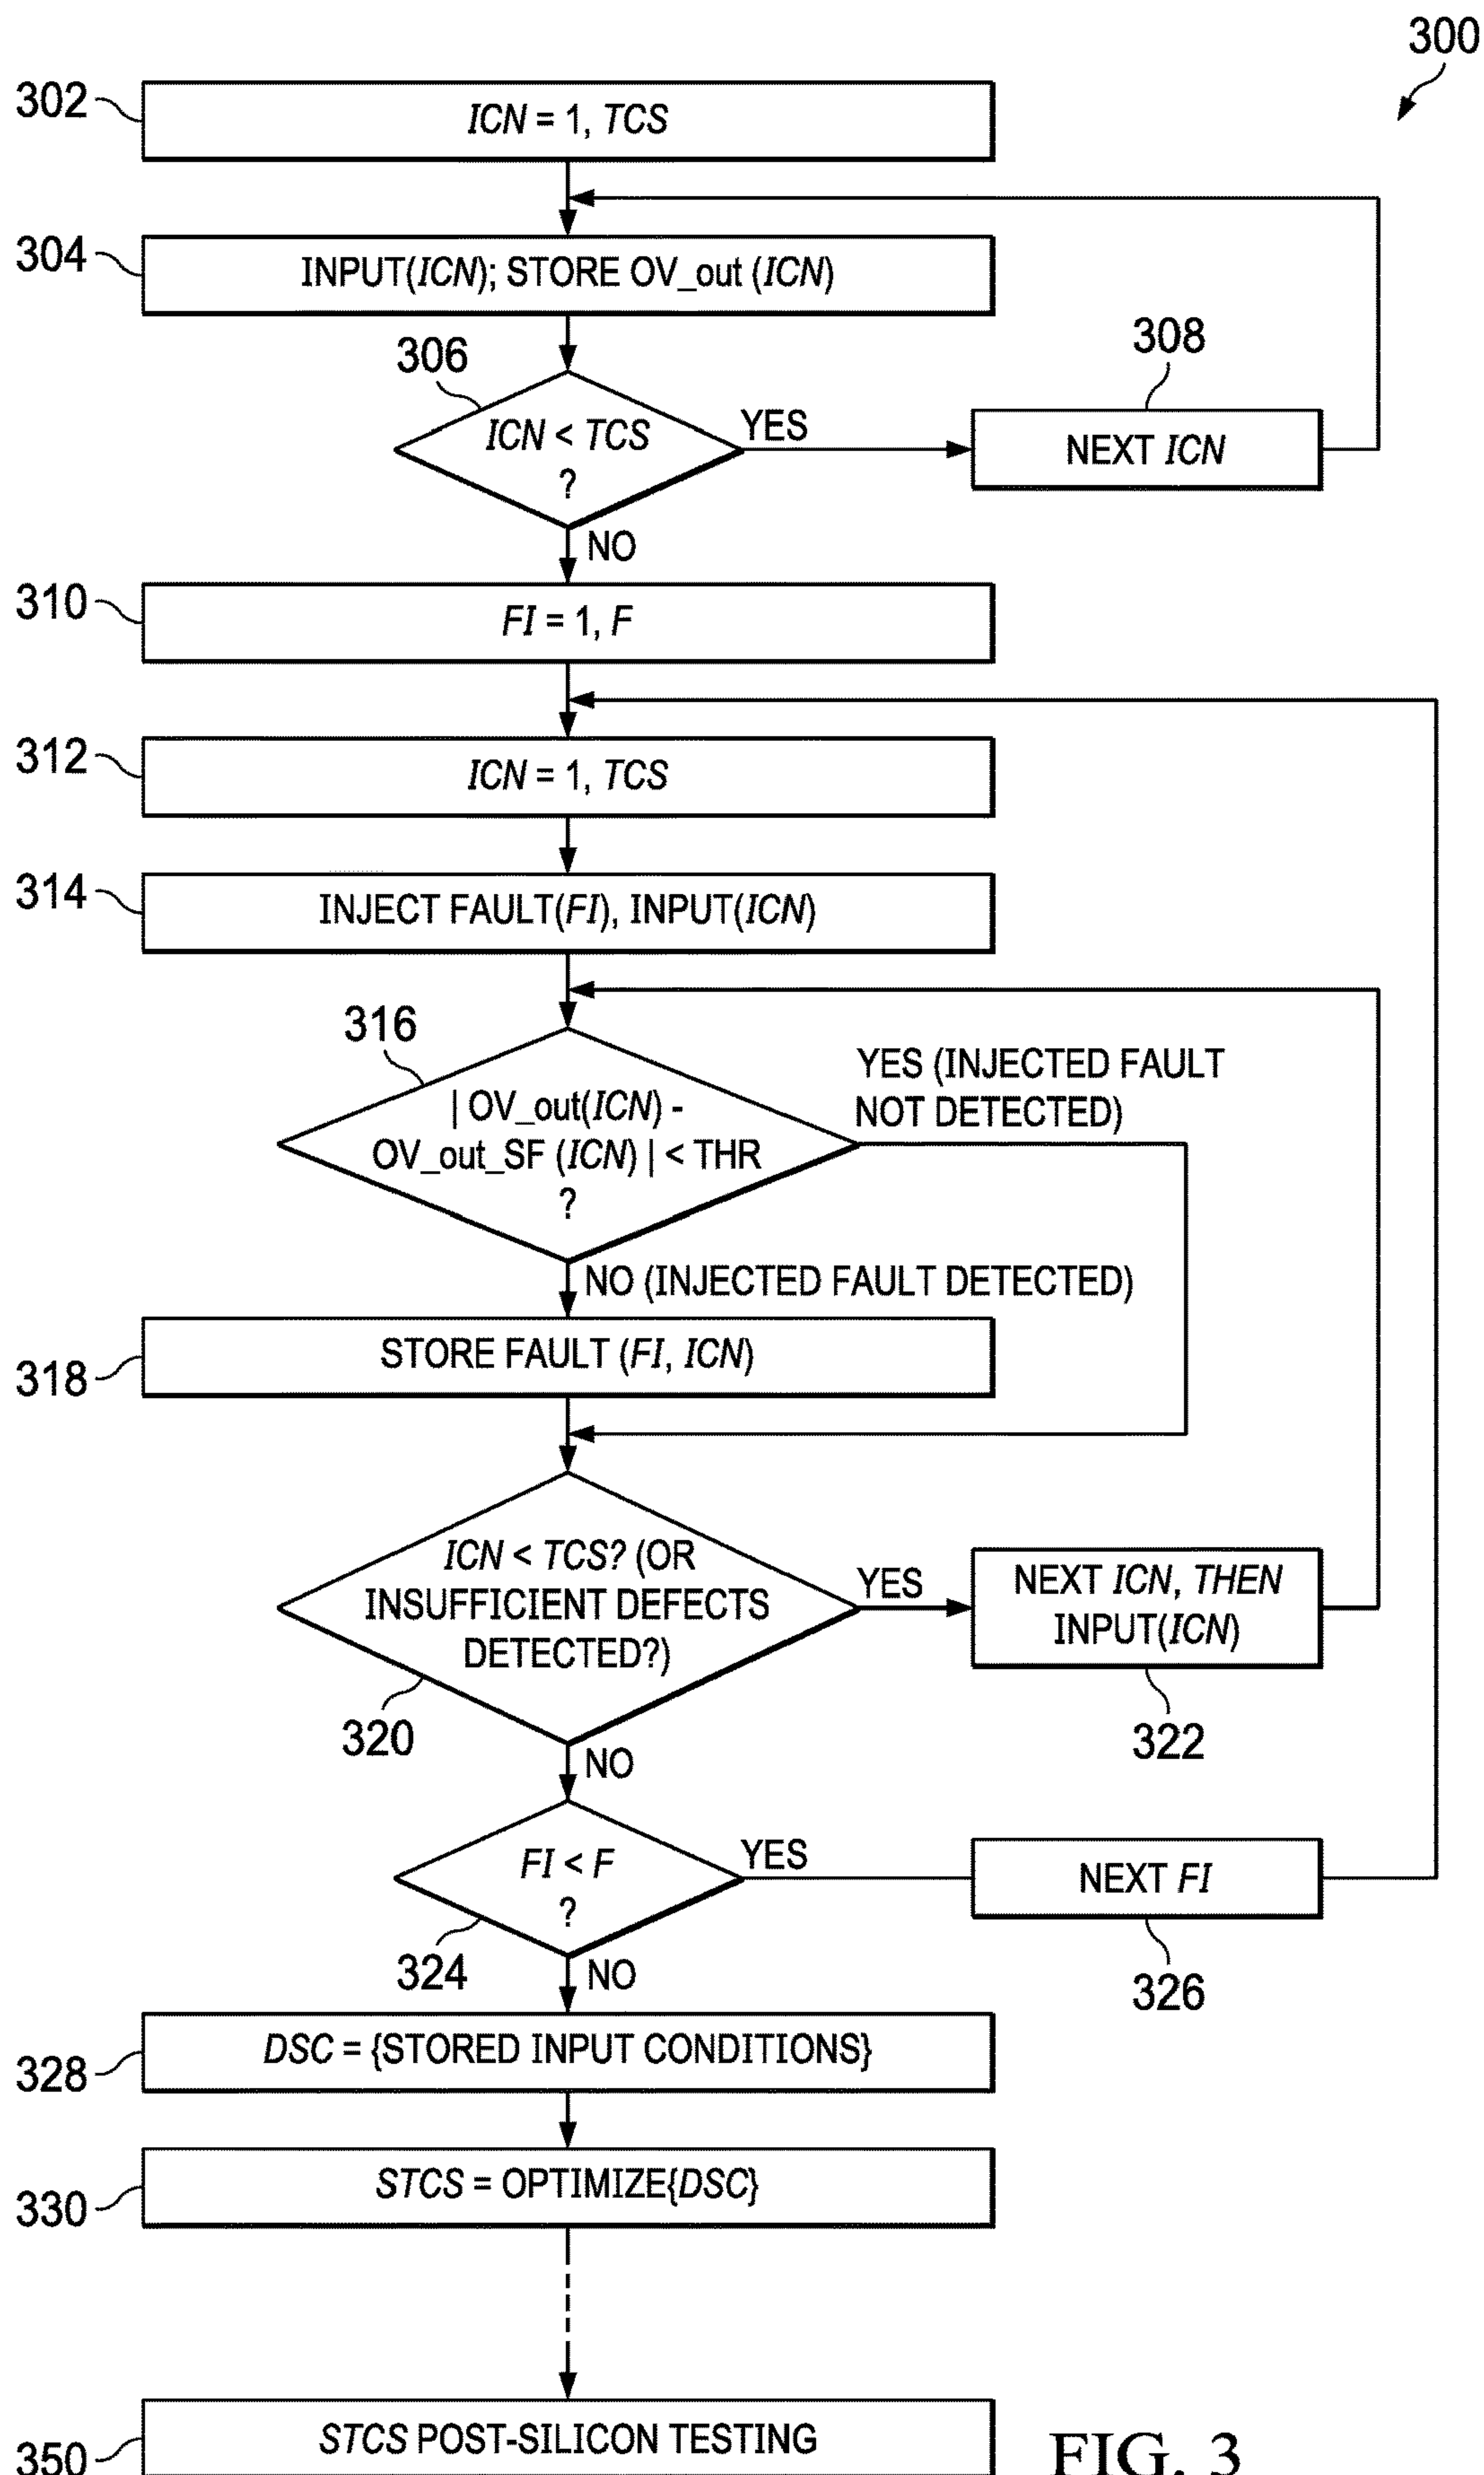 300
302
ICN = 1, TCS
304
INPUT(ICN); STORE OV_out (ICN)
306
ICN < TCS
?
YES
308
NEXT ICN
NO
310
FI = 1, F
312
ICN = 1, TCS
314
INJECT FAULT(FI), INPUT(ICN)
316
| OV_out(ICN) -
OV_out_SF (ICN) | < THR
?
YES (INJECTED FAULT
NOT DETECTED)
NO (INJECTED FAULT DETECTED)
318
STORE FAULT (FI, ICN)
320
ICN < TCS? (OR
INSUFFICIENT DEFECTS
DETECTED?)
YES
NEXT ICN, THEN
INPUT(ICN)
322
NO
324
FI < F
?
YES
NEXT FI
326
NO
328
DSC = {STORED INPUT CONDITIONS}
330
STCS = OPTIMIZE{DSC}
350
STCS POST-SILICON TESTING
FIG. 3